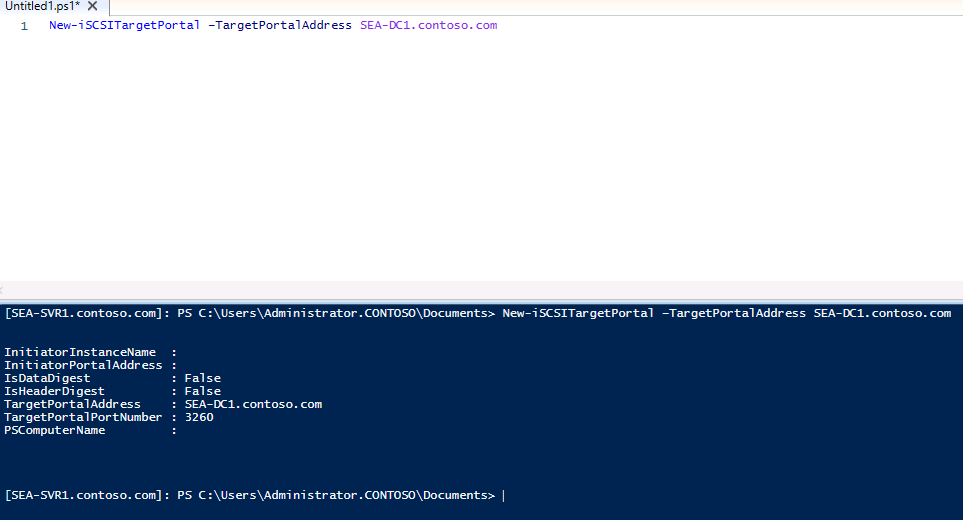 Untitled1.ps1* X
1 New-iSCSITargetPortal –TargetPortalAddress SEA-DC1.contoso.com
[SEA-SVR1.contoso.com]: PS C:\Users\Administrator.CONTOSO\Documents> New-iSCSITargetPortal –TargetPortalAddress SEA-DC1.contoso.com
InitiatorInstanceName  :
InitiatorPortalAddress :
IsDataDigest           : False
IsHeaderDigest         : False
TargetPortalAddress    : SEA-DC1.contoso.com
TargetPortalPortNumber : 3260
PSComputerName         :
[SEA-SVR1.contoso.com]: PS C:\Users\Administrator.CONTOSO\Documents>